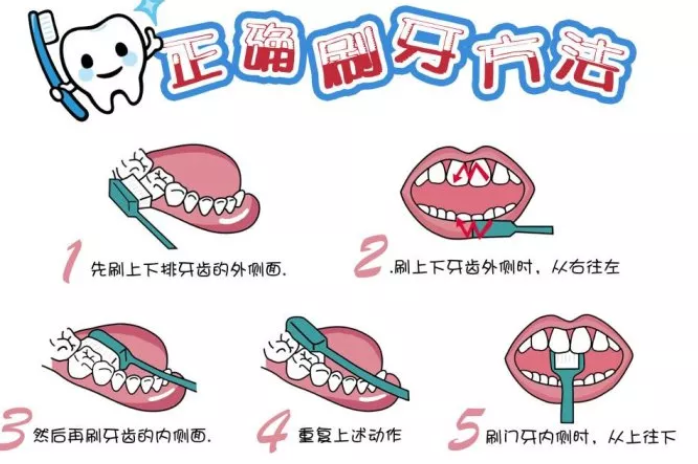 正确刷牙方法
1 先刷上下排牙齿的外侧面.
2 .刷上下牙齿外侧时，从右往左
3 然后再刷牙齿的内侧面.
4 重复上述动作
5 刷门牙内侧时，从上往下